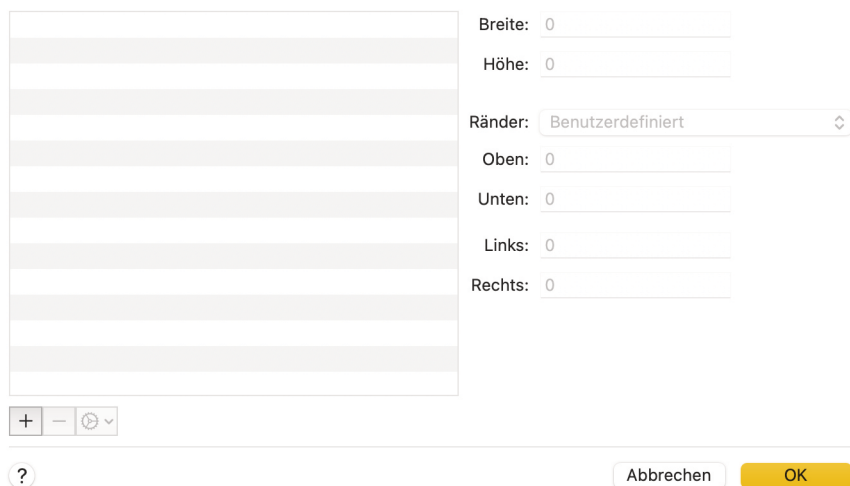 Breite: 0
Höhe: 0
Ränder: Benutzerdefiniert
Oben: 0
Unten: 0
Links: 0
Rechts: 0
+ −
? Abbrechen OK